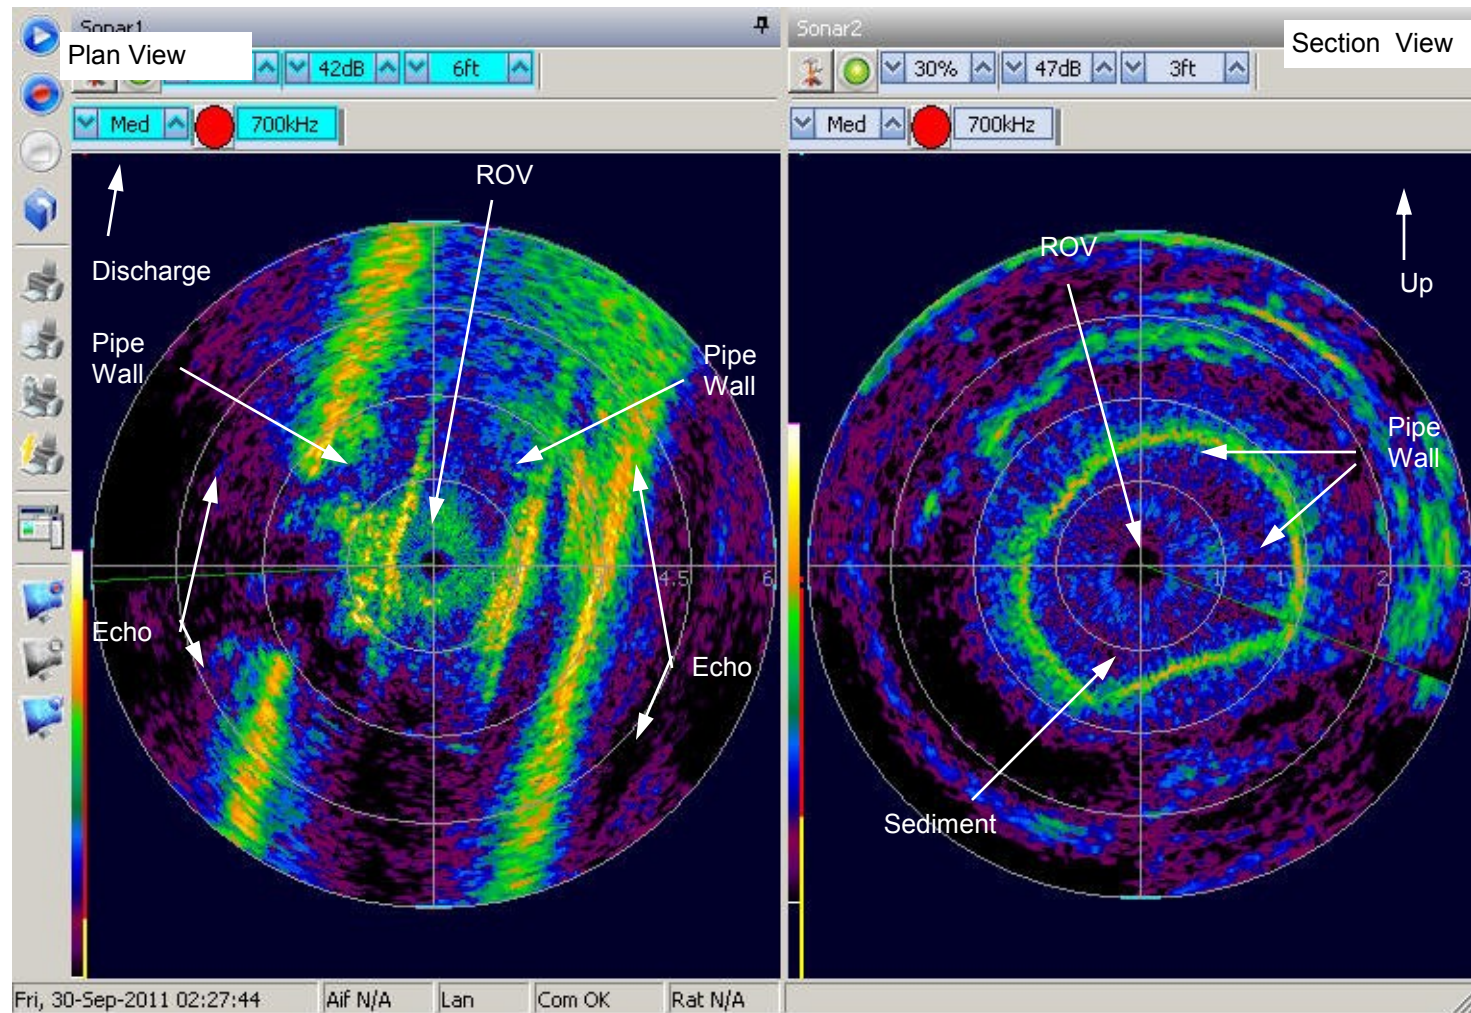 Sonar1
Plan View
42dB
6ft
Med
700kHz
ROV
Discharge
Pipe
Wall
Pipe
Wall
4.5
6
Echo
Echo
Sonar2
Section View
30%
47dB
3ft
Med
700kHz
ROV
Up
Pipe
Wall
1
2
3
Sediment
Fri, 30-Sep-2011 02:27:44
Aif N/A
Lan
Com OK
Rat N/A